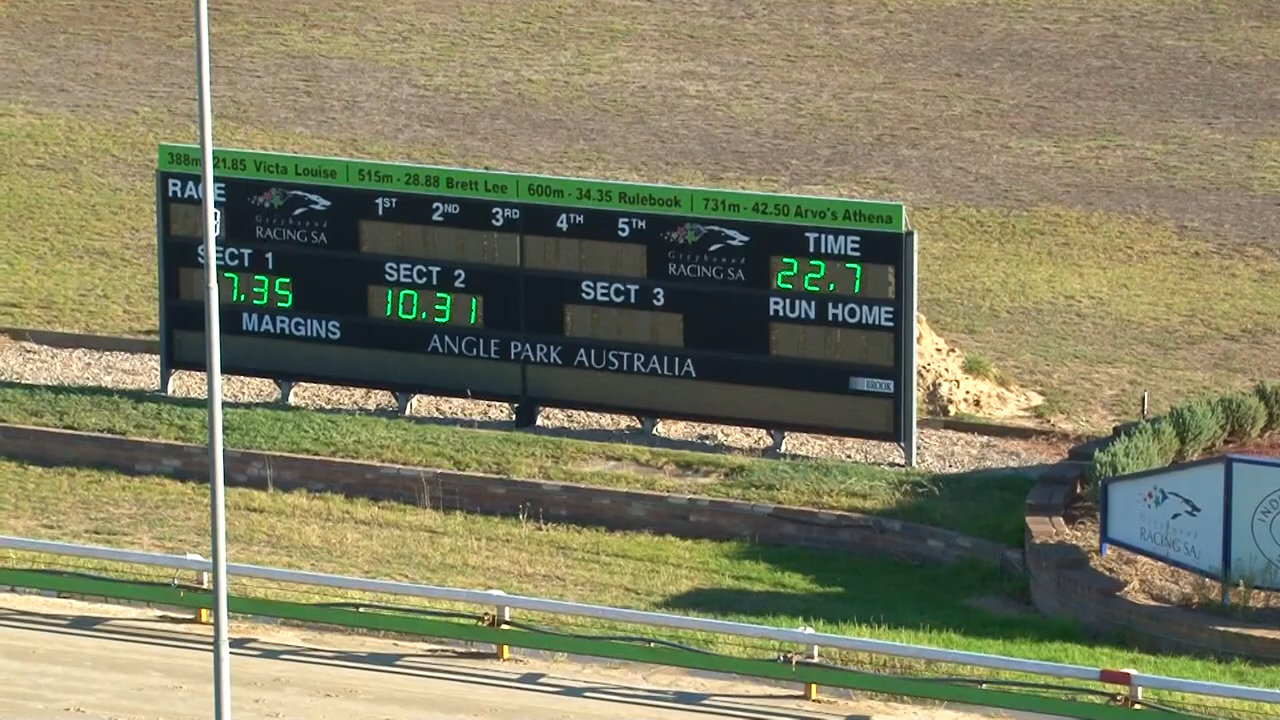 388m 21.85 Victa Louise | 515m - 28.88 Brett Lee | 600m - 34.35 Rulebook | 731m - 42.50 Arvo's Athena
RACE
Greyhound
RACING SA
1ST 2ND 3RD 4TH 5TH
Greyhound
RACING SA
TIME
22.7
SECT 1
7.35
SECT 2
10.31
SECT 3
RUN HOME
MARGINS
ANGLE PARK AUSTRALIA
BROOK
Greyhound
RACING SA